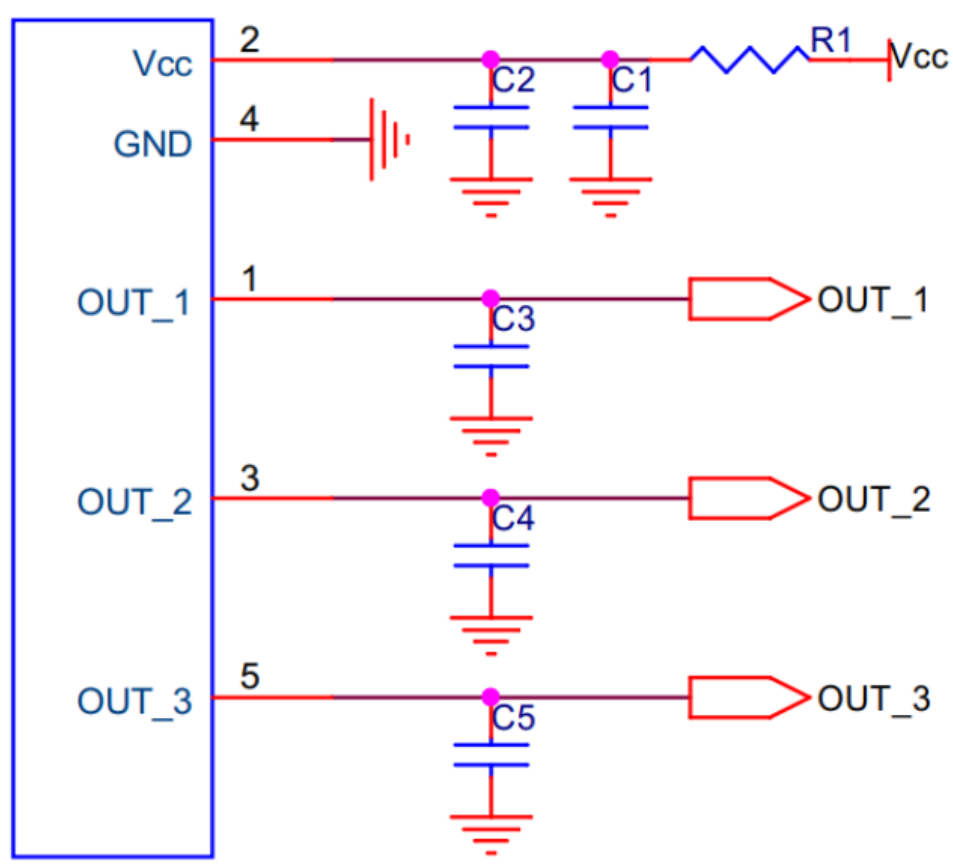 Vcc 2 C2 C1 R1 Vcc
GND 4
OUT_1 1 C3 OUT_1
OUT_2 3 C4 OUT_2
OUT_3 5 C5 OUT_3